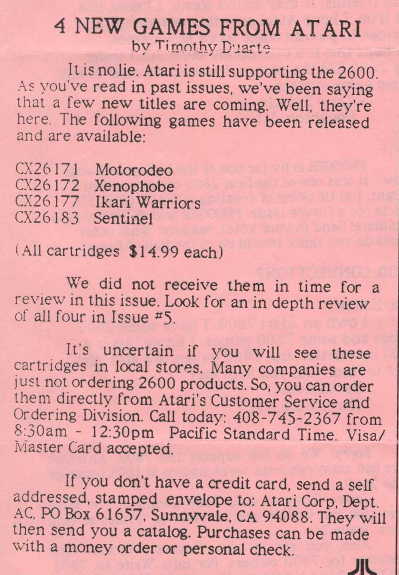 4 NEW GAMES FROM ATARI
by Timothy Duarte
It is no lie. Atari is still supporting the 2600.
As you've read in past issues, we've been saying
that a few new titles are coming. Well, they're
here. The following games have been released
and are available:
CX26171 Motorodeo
CX26172 Xenophobe
CX26177 Ikari Warriors
CX26183 Sentinel
(All cartridges $14.99 each)
We did not receive them in time for a
review in this issue. Look for an in depth review
of all four in Issue #5.
It's uncertain if you will see these
cartridges in local stores. Many companies are
just not ordering 2600 products. So, you can order
them directly from Atari's Customer Service and
Ordering Division. Call today: 408-745-2367 from
8:30am - 12:30pm Pacific Standard Time. Visa/
Master Card accepted.
If you don't have a credit card, send a self
addressed, stamped envelope to: Atari Corp, Dept.
AC, PO Box 61657, Sunnyvale, CA 94088. They will
then send you a catalog. Purchases can be made
with a money order or personal check.